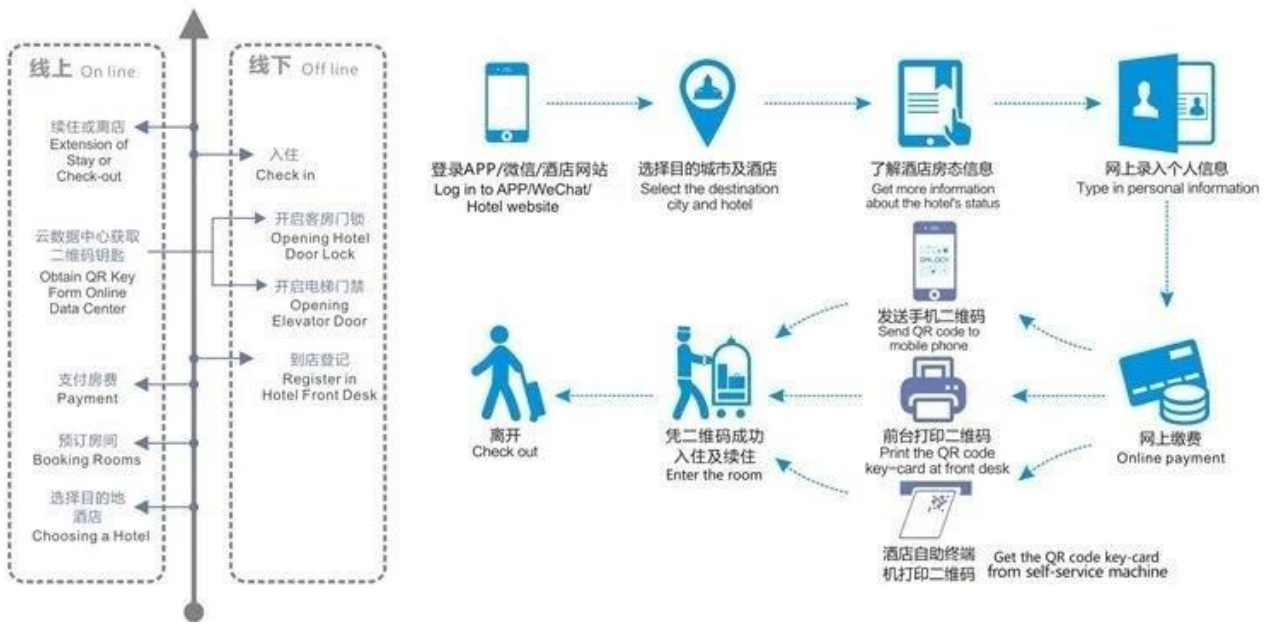 线上 On line
续住或离店
Extension of
Stay or
Check-out
云数据中心获取
二维码钥匙
Obtain QR Key
Form Online
Data Center
支付房费
Payment
预订房间
Booking Rooms
选择目的地
酒店
Choosing a Hotel
线下 Off line
入住
Check in
开启客房门锁
Opening Hotel
Door Lock
开启电梯门禁
Opening
Elevator Door
到店登记
Register in
Hotel Front Desk
登录APP/微信/酒店网站
Log in to APP/WeChat/
Hotel website
选择目的城市及酒店
Select the destination
city and hotel
了解酒店房态信息
Get more information
about the hotel's status
网上录入个人信息
Type in personal information
发送手机二维码
Send QR code to
mobile phone
前台打印二维码
Print the QR code
key-card at front desk
酒店自助终端
机打印二维码
Get the QR code key-card
from self-service machine
网上缴费
Online payment
凭二维码成功
入住及续住
Enter the room
离开
Check out